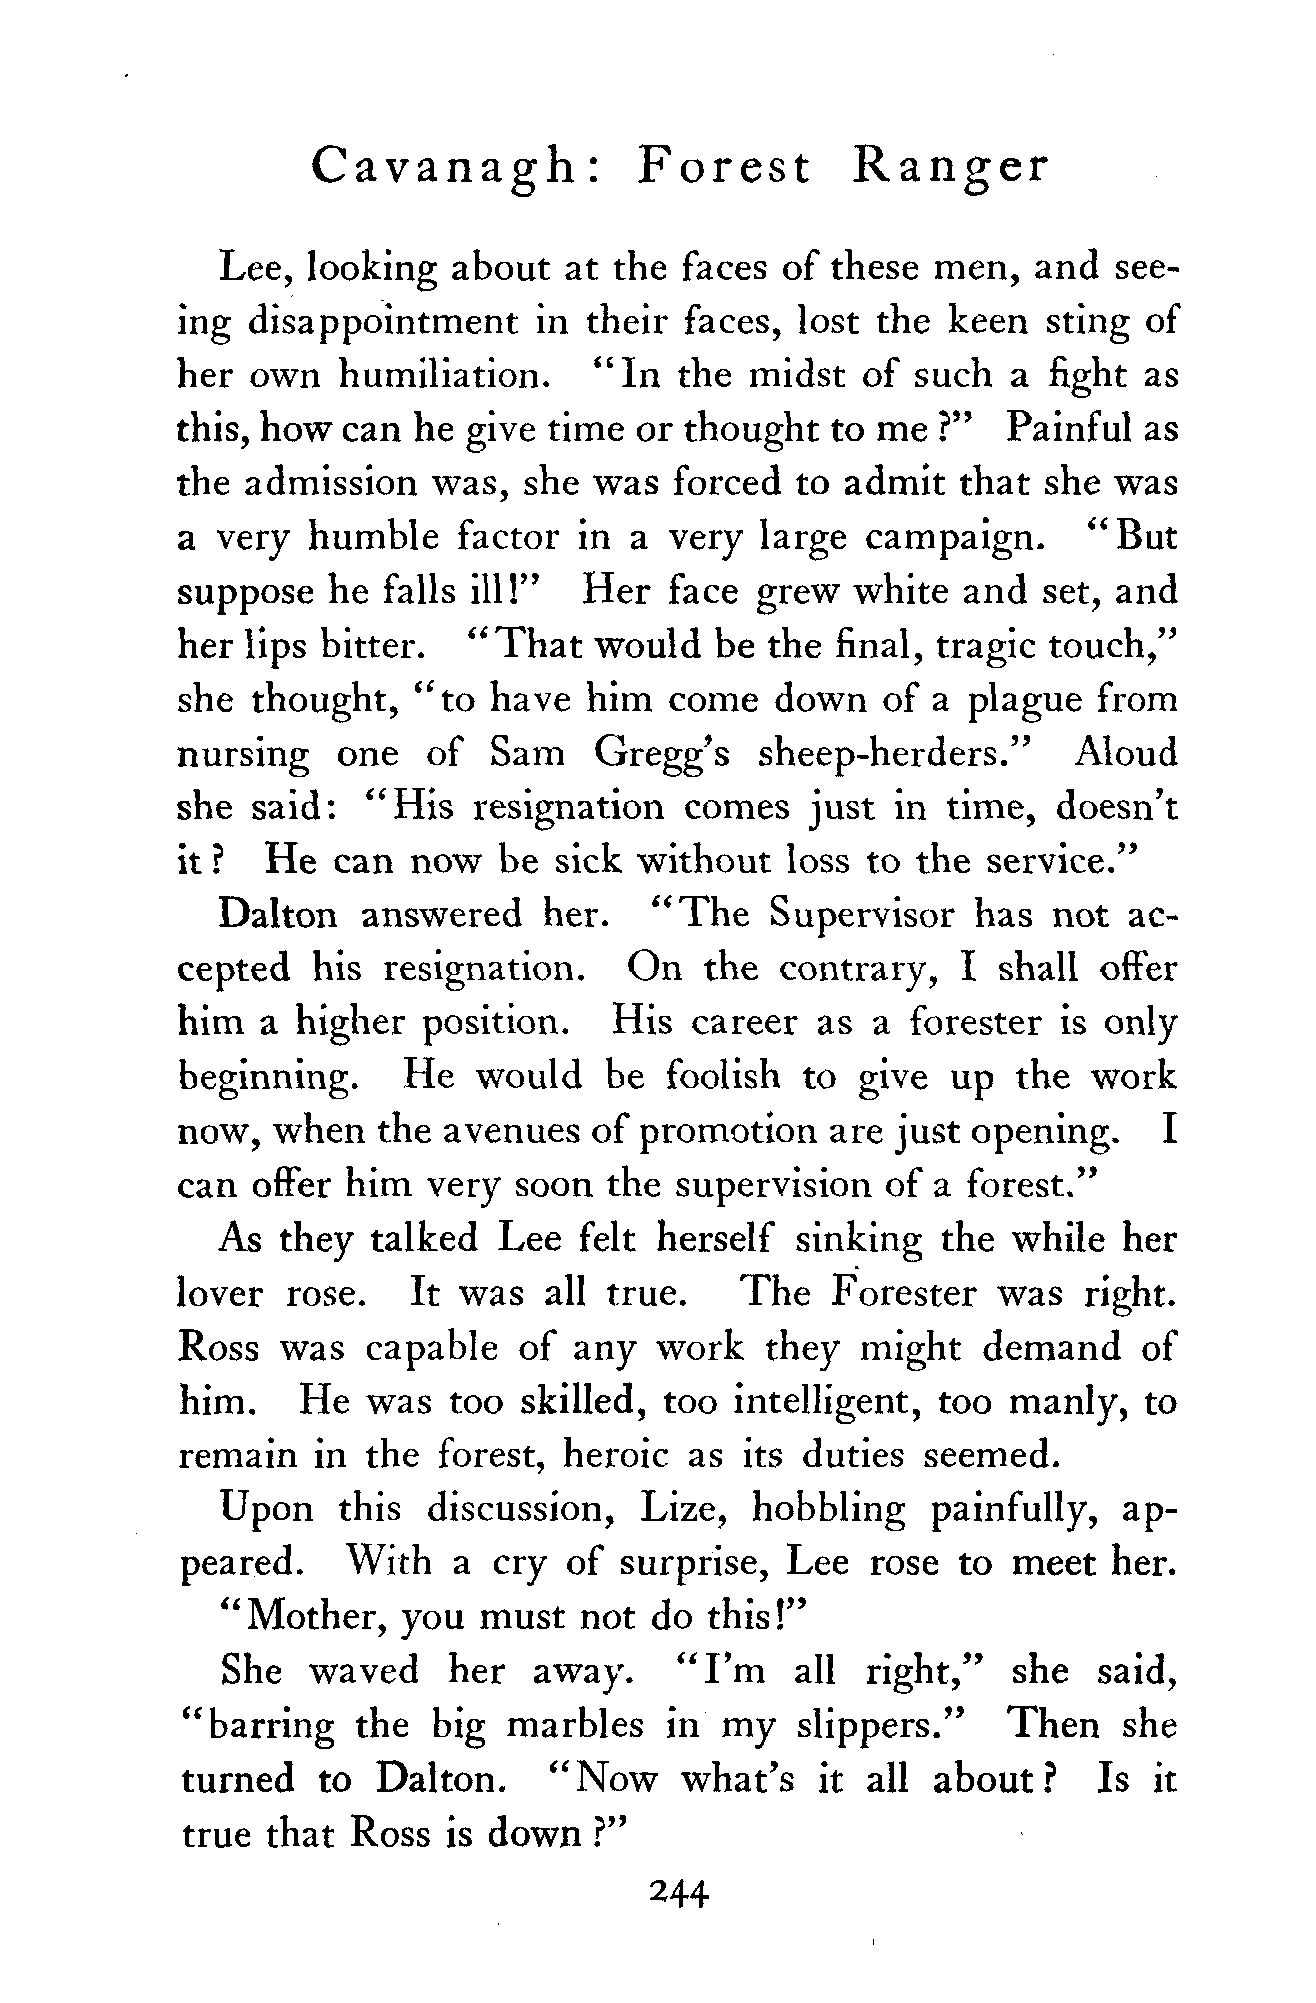 Cavanagh: Forest Ranger
Lee, looking about at the faces of these men, and see-
ing disappointment in their faces, lost the keen sting of
her own humiliation. "In the midst of such a fight as
this, how can he give time or thought to me?" Painful as
the admission was, she was forced to admit that she was
a very humble factor in a very large campaign. "But
suppose he falls ill!" Her face grew white and set, and
her lips bitter. "That would be the final, tragic touch,"
she thought, "to have him come down of a plague from
nursing one of Sam Gregg's sheep-herders." Aloud
she said: "His resignation comes just in time, doesn't
it? He can now be sick without loss to the service."
Dalton answered her. "The Supervisor has not ac-
cepted his resignation. On the contrary, I shall offer
him a higher position. His career as a forester is only
beginning. He would be foolish to give up the work
now, when the avenues of promotion are just opening. I
can offer him very soon the supervision of a forest."
As they talked Lee felt herself sinking the while her
lover rose. It was all true. The Forester was right.
Ross was capable of any work they might demand of
him. He was too skilled, too intelligent, too manly, to
remain in the forest, heroic as its duties seemed.
Upon this discussion, Lize, hobbling painfully, ap-
peared. With a cry of surprise, Lee rose to meet her.
"Mother, you must not do this!"
She waved her away. "I'm all right," she said,
"barring the big marbles in my slippers." Then she
turned to Dalton. "Now what's it all about? Is it
true that Ross is down?"
244